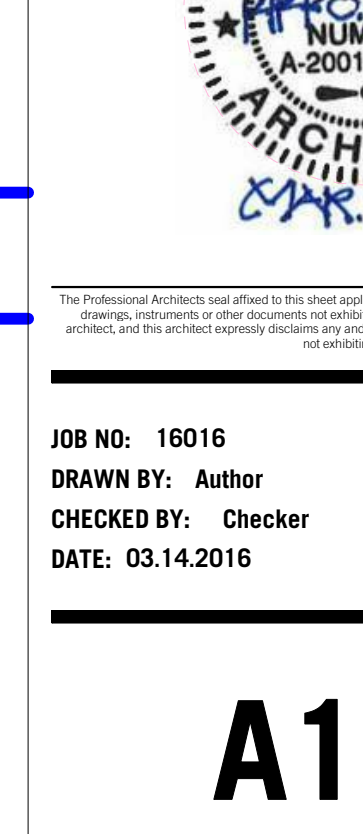 NUM
A-2001
ARCH
MAR.
The Professional Architects seal affixed to this sheet appl
drawings, instruments or other documents not exhibi
architect, and this architect expressly disclaims any and
not exhibiti
JOB NO: 16016
DRAWN BY: Author
CHECKED BY: Checker
DATE: 03.14.2016
A1